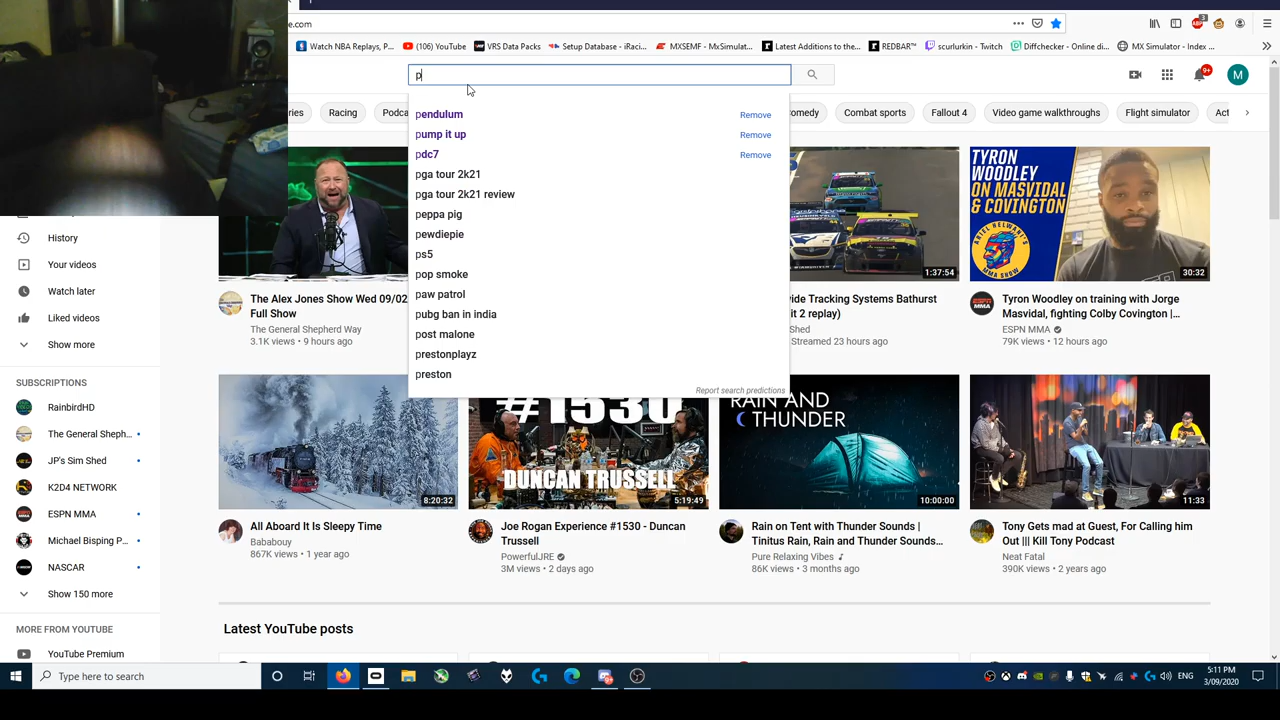 e.com
Watch NBA Replays, P...
(106) YouTube
VRS Data Packs
Setup Database - iRaci...
MXSEMF - MxSimulat...
Latest Additions to the...
REDBAR™
scurlurkin - Twitch
Diffchecker - Online di...
MX Simulator - Index ...
p
9+
M
ries
Racing
Podca
omedy
Combat sports
Fallout 4
Video game walkthroughs
Flight simulator
Act
pendulum
Remove
pump it up
Remove
pdc7
Remove
pga tour 2k21
pga tour 2k21 review
peppa pig
pewdiepie
ps5
pop smoke
paw patrol
pubg ban in india
post malone
prestonplayz
preston
Report search predictions
History
Your videos
Watch later
Liked videos
Show more
SUBSCRIPTIONS
RainbirdHD
The General Sheph...
JP's Sim Shed
K2D4 NETWORK
ESPN MMA
Michael Bisping P...
NASCAR
Show 150 more
MORE FROM YOUTUBE
YouTube Premium
The Alex Jones Show Wed 09/02
Full Show
The General Shepherd Way
3.1K views • 9 hours ago
1:37:54
ide Tracking Systems Bathurst
it 2 replay)
Shed
Streamed 23 hours ago
TYRON
WOODLEY
ON MASVIDAL
& COVINGTON
ARIEL HELWANI'S
MMA SHOW
30:32
Tyron Woodley on training with Jorge
Masvidal, fighting Colby Covington |...
ESPN MMA
79K views • 12 hours ago
8:20:32
All Aboard It Is Sleepy Time
Bababouy
867K views • 1 year ago
#1530
DUNCAN TRUSSELL
5:19:49
Joe Rogan Experience #1530 - Duncan
Trussell
PowerfulJRE
3M views • 2 days ago
RAIN AND
THUNDER
10:00:00
Rain on Tent with Thunder Sounds |
Tinitus Rain, Rain and Thunder Sounds...
Pure Relaxing Vibes
86K views • 3 months ago
11:33
Tony Gets mad at Guest, For Calling him
Out ||| Kill Tony Podcast
Neat Fatal
390K views • 2 years ago
Latest YouTube posts
Type here to search
ENG
5:11 PM
3/09/2020